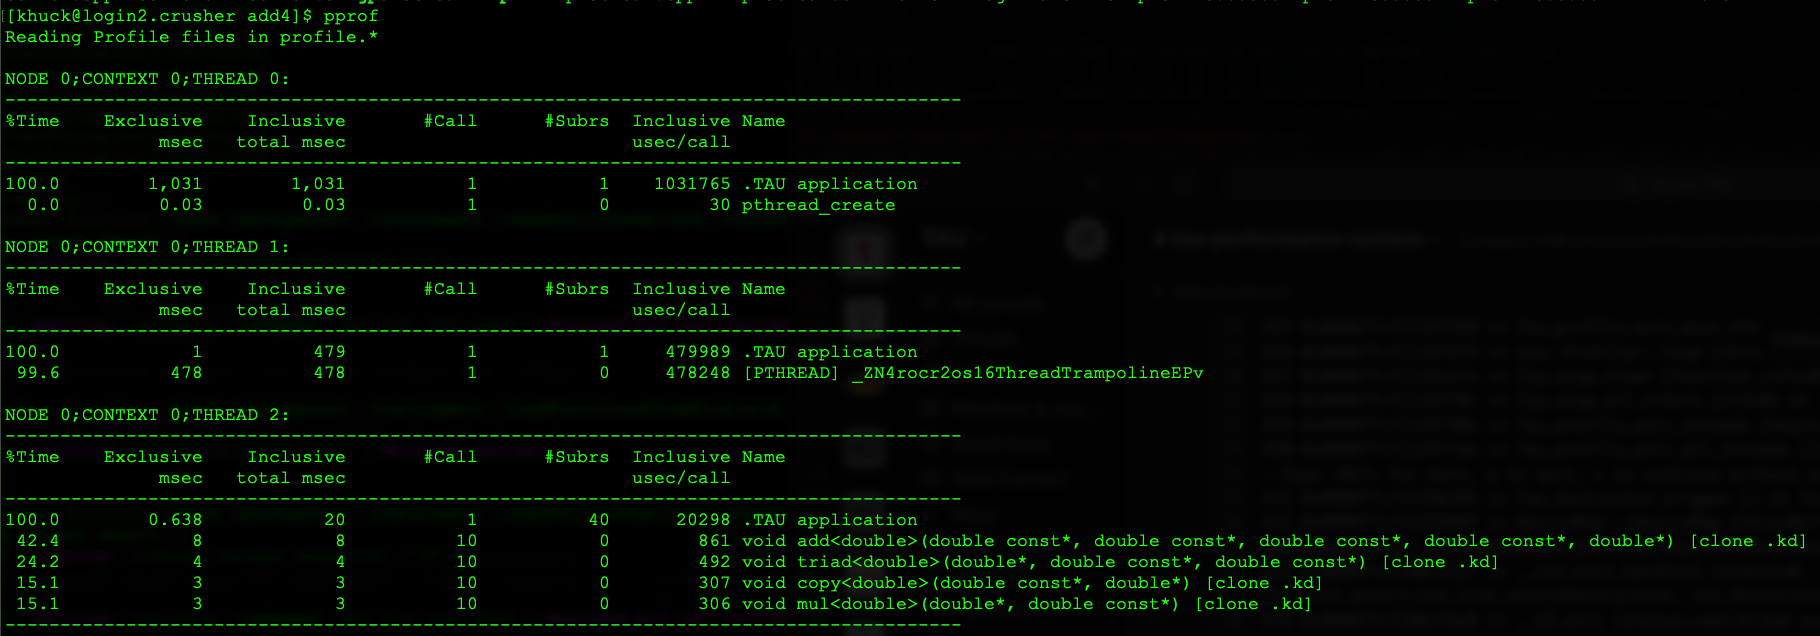 [[khuck@login2.crusher add4]$ pprof
Reading Profile files in profile.*
NODE 0;CONTEXT 0;THREAD 0:
---------------------------------------------------------------------------------------
%Time    Exclusive    Inclusive       #Call      #Subrs  Inclusive Name
              msec   total msec                          usec/call
---------------------------------------------------------------------------------------
100.0        1,031        1,031           1           1    1031765 .TAU application
  0.0         0.03         0.03           1           0         30 pthread_create
NODE 0;CONTEXT 0;THREAD 1:
---------------------------------------------------------------------------------------
%Time    Exclusive    Inclusive       #Call      #Subrs  Inclusive Name
              msec   total msec                          usec/call
---------------------------------------------------------------------------------------
100.0            1          479           1           1     479989 .TAU application
 99.6          478          478           1           0     478248 [PTHREAD] _ZN4rocr2os16ThreadTrampolineEPv
NODE 0;CONTEXT 0;THREAD 2:
---------------------------------------------------------------------------------------
%Time    Exclusive    Inclusive       #Call      #Subrs  Inclusive Name
              msec   total msec                          usec/call
---------------------------------------------------------------------------------------
100.0        0.638           20           1          40      20298 .TAU application
 42.4            8            8          10           0        861 void add<double>(double const*, double const*, double const*, double const*, double*) [clone .kd]
 24.2            4            4          10           0        492 void triad<double>(double*, double const*, double const*) [clone .kd]
 15.1            3            3          10           0        307 void copy<double>(double const*, double*) [clone .kd]
 15.1            3            3          10           0        306 void mul<double>(double*, double const*) [clone .kd]
---------------------------------------------------------------------------------------